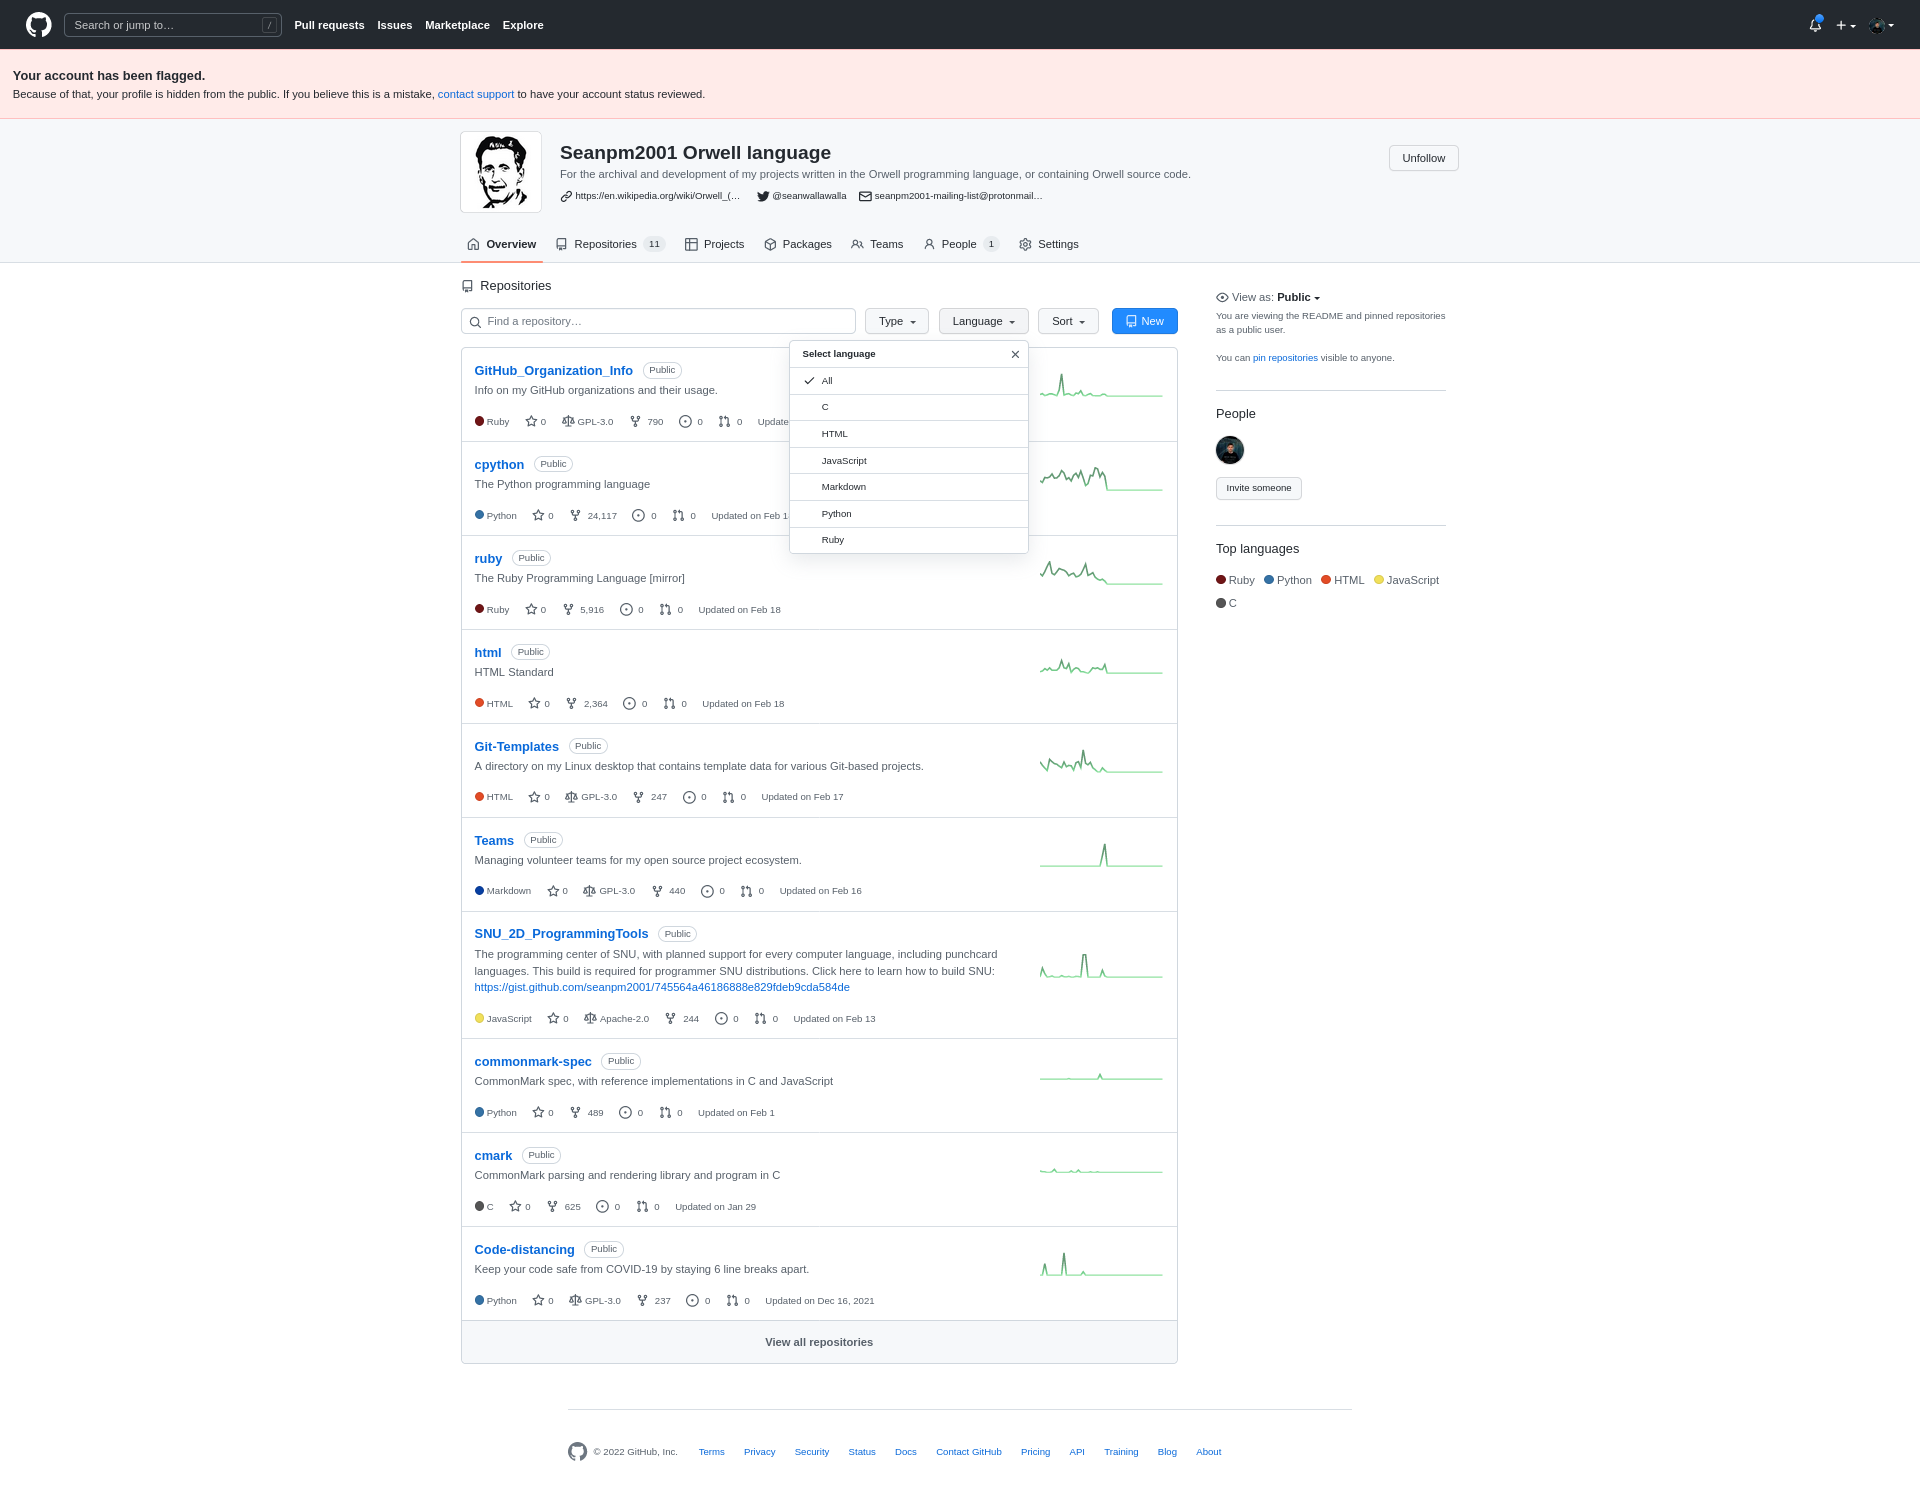 Search or jump to…
/
Pull requests
Issues
Marketplace
Explore
Your account has been flagged.
Because of that, your profile is hidden from the public. If you believe this is a mistake, contact support to have your account status reviewed.
Seanpm2001 Orwell language
For the archival and development of my projects written in the Orwell programming language, or containing Orwell source code.
https://en.wikipedia.org/wiki/Orwell_(…
@seanwallawalla
seanpm2001-mailing-list@protonmail…
Unfollow
Overview
Repositories 11
Projects
Packages
Teams
People 1
Settings
Repositories
Find a repository…
Type
Language
Sort
New
Select language
All
C
HTML
JavaScript
Markdown
Python
Ruby
GitHub_Organization_Info Public
Info on my GitHub organizations and their usage.
Ruby 0 GPL-3.0 790 0 0 Update
cpython Public
The Python programming language
Python 0 24,117 0 0 Updated on Feb 1
ruby Public
The Ruby Programming Language [mirror]
Ruby 0 5,916 0 0 Updated on Feb 18
html Public
HTML Standard
HTML 0 2,364 0 0 Updated on Feb 18
Git-Templates Public
A directory on my Linux desktop that contains template data for various Git-based projects.
HTML 0 GPL-3.0 247 0 0 Updated on Feb 17
Teams Public
Managing volunteer teams for my open source project ecosystem.
Markdown 0 GPL-3.0 440 0 0 Updated on Feb 16
SNU_2D_ProgrammingTools Public
The programming center of SNU, with planned support for every computer language, including punchcard
languages. This build is required for programmer SNU distributions. Click here to learn how to build SNU:
https://gist.github.com/seanpm2001/745564a46186888e829fdeb9cda584de
JavaScript 0 Apache-2.0 244 0 0 Updated on Feb 13
commonmark-spec Public
CommonMark spec, with reference implementations in C and JavaScript
Python 0 489 0 0 Updated on Feb 1
cmark Public
CommonMark parsing and rendering library and program in C
C 0 625 0 0 Updated on Jan 29
Code-distancing Public
Keep your code safe from COVID-19 by staying 6 line breaks apart.
Python 0 GPL-3.0 237 0 0 Updated on Dec 16, 2021
View all repositories
View as: Public
You are viewing the README and pinned repositories
as a public user.
You can pin repositories visible to anyone.
People
Invite someone
Top languages
Ruby Python HTML JavaScript
C
© 2022 GitHub, Inc.
Terms
Privacy
Security
Status
Docs
Contact GitHub
Pricing
API
Training
Blog
About